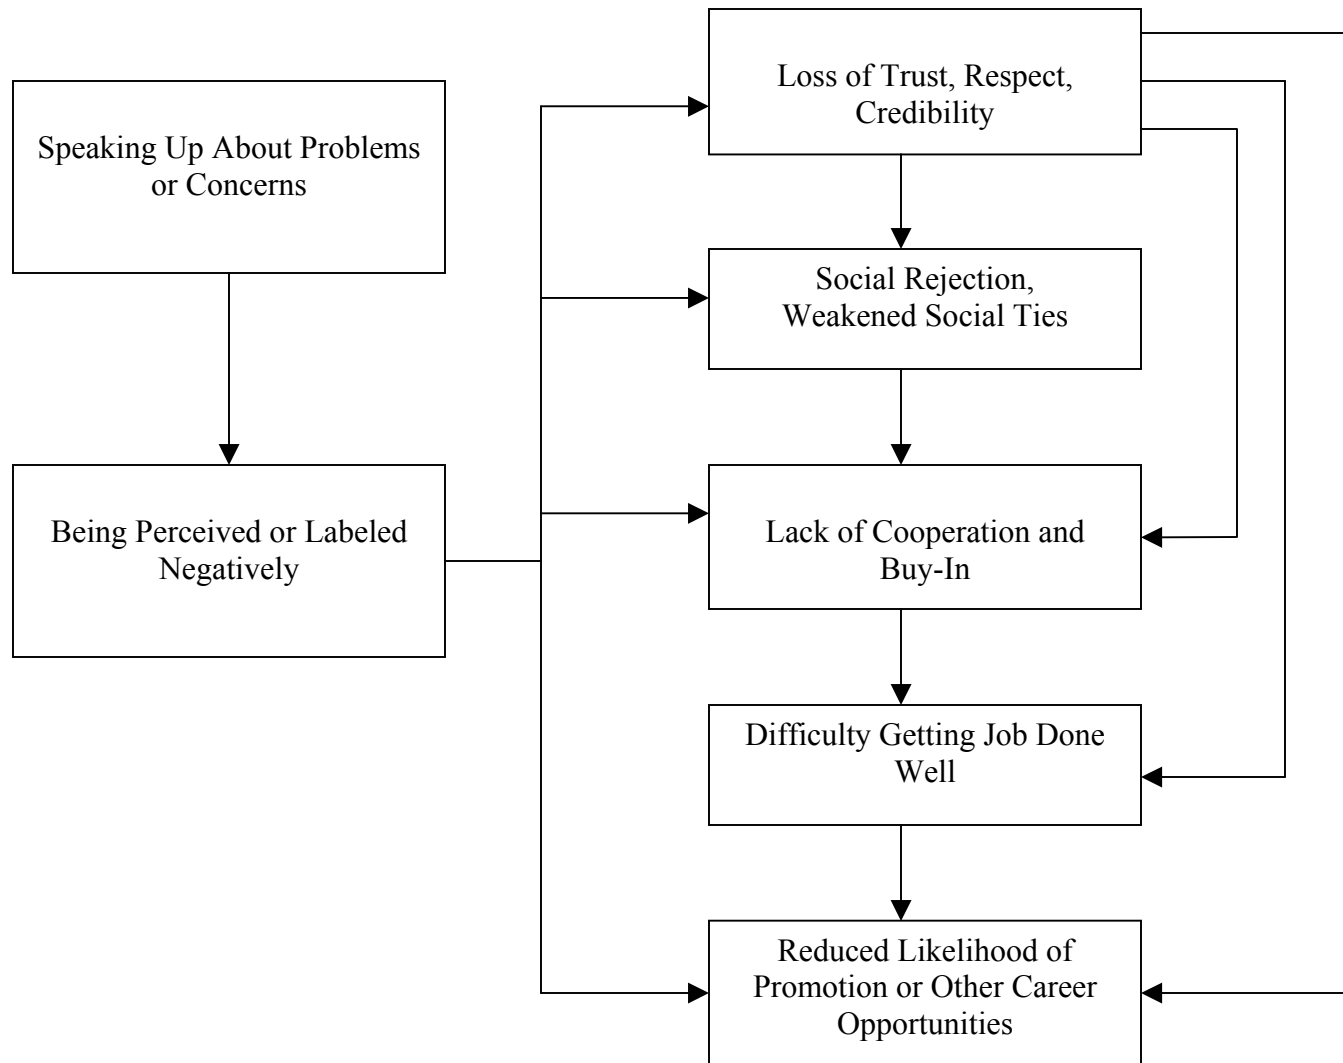 Speaking Up About Problems
or Concerns
Being Perceived or Labeled
Negatively
Loss of Trust, Respect,
Credibility
Social Rejection,
Weakened Social Ties
Lack of Cooperation and
Buy-In
Difficulty Getting Job Done
Well
Reduced Likelihood of
Promotion or Other Career
Opportunities